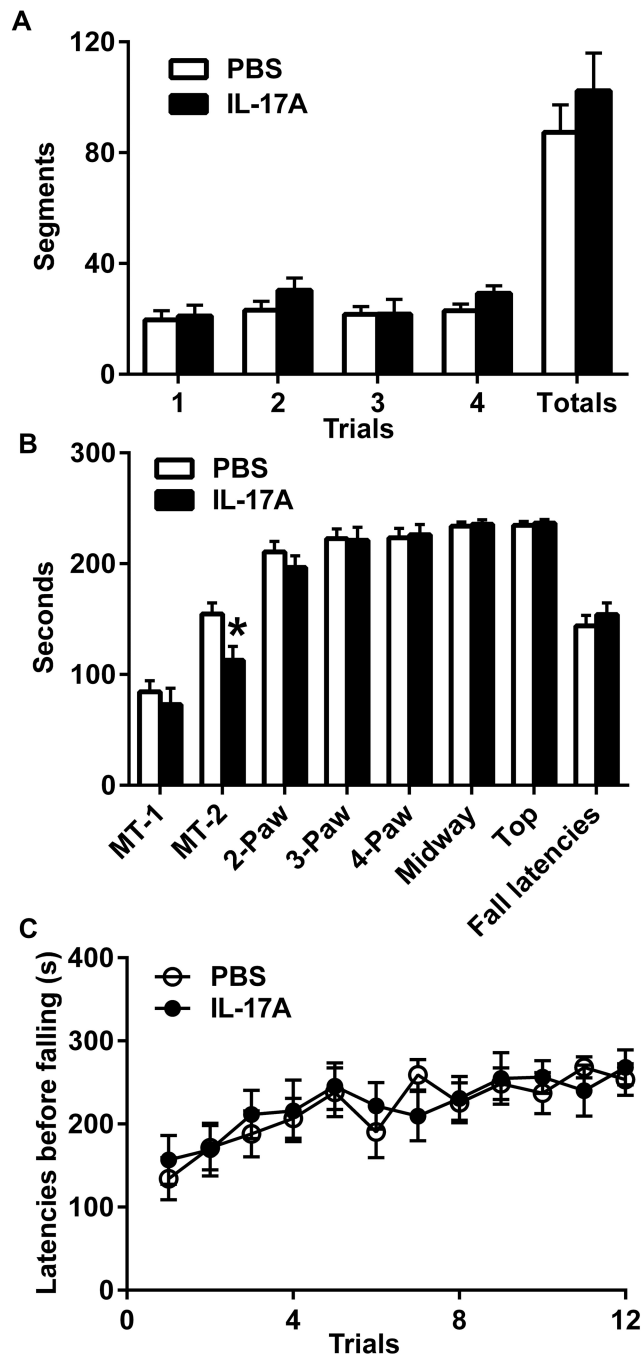 A
Segments
120
80
40
0
PBS
IL-17A
1 2 3 4 Totals
Trials
B
Seconds
300
200
100
0
PBS
IL-17A
*
MT-1
MT-2
2-Paw
3-Paw
4-Paw
Midway
Top
Fall latencies
C
Latencies before falling (s)
400
300
200
100
0
PBS
IL-17A
0 4 8 12
Trials